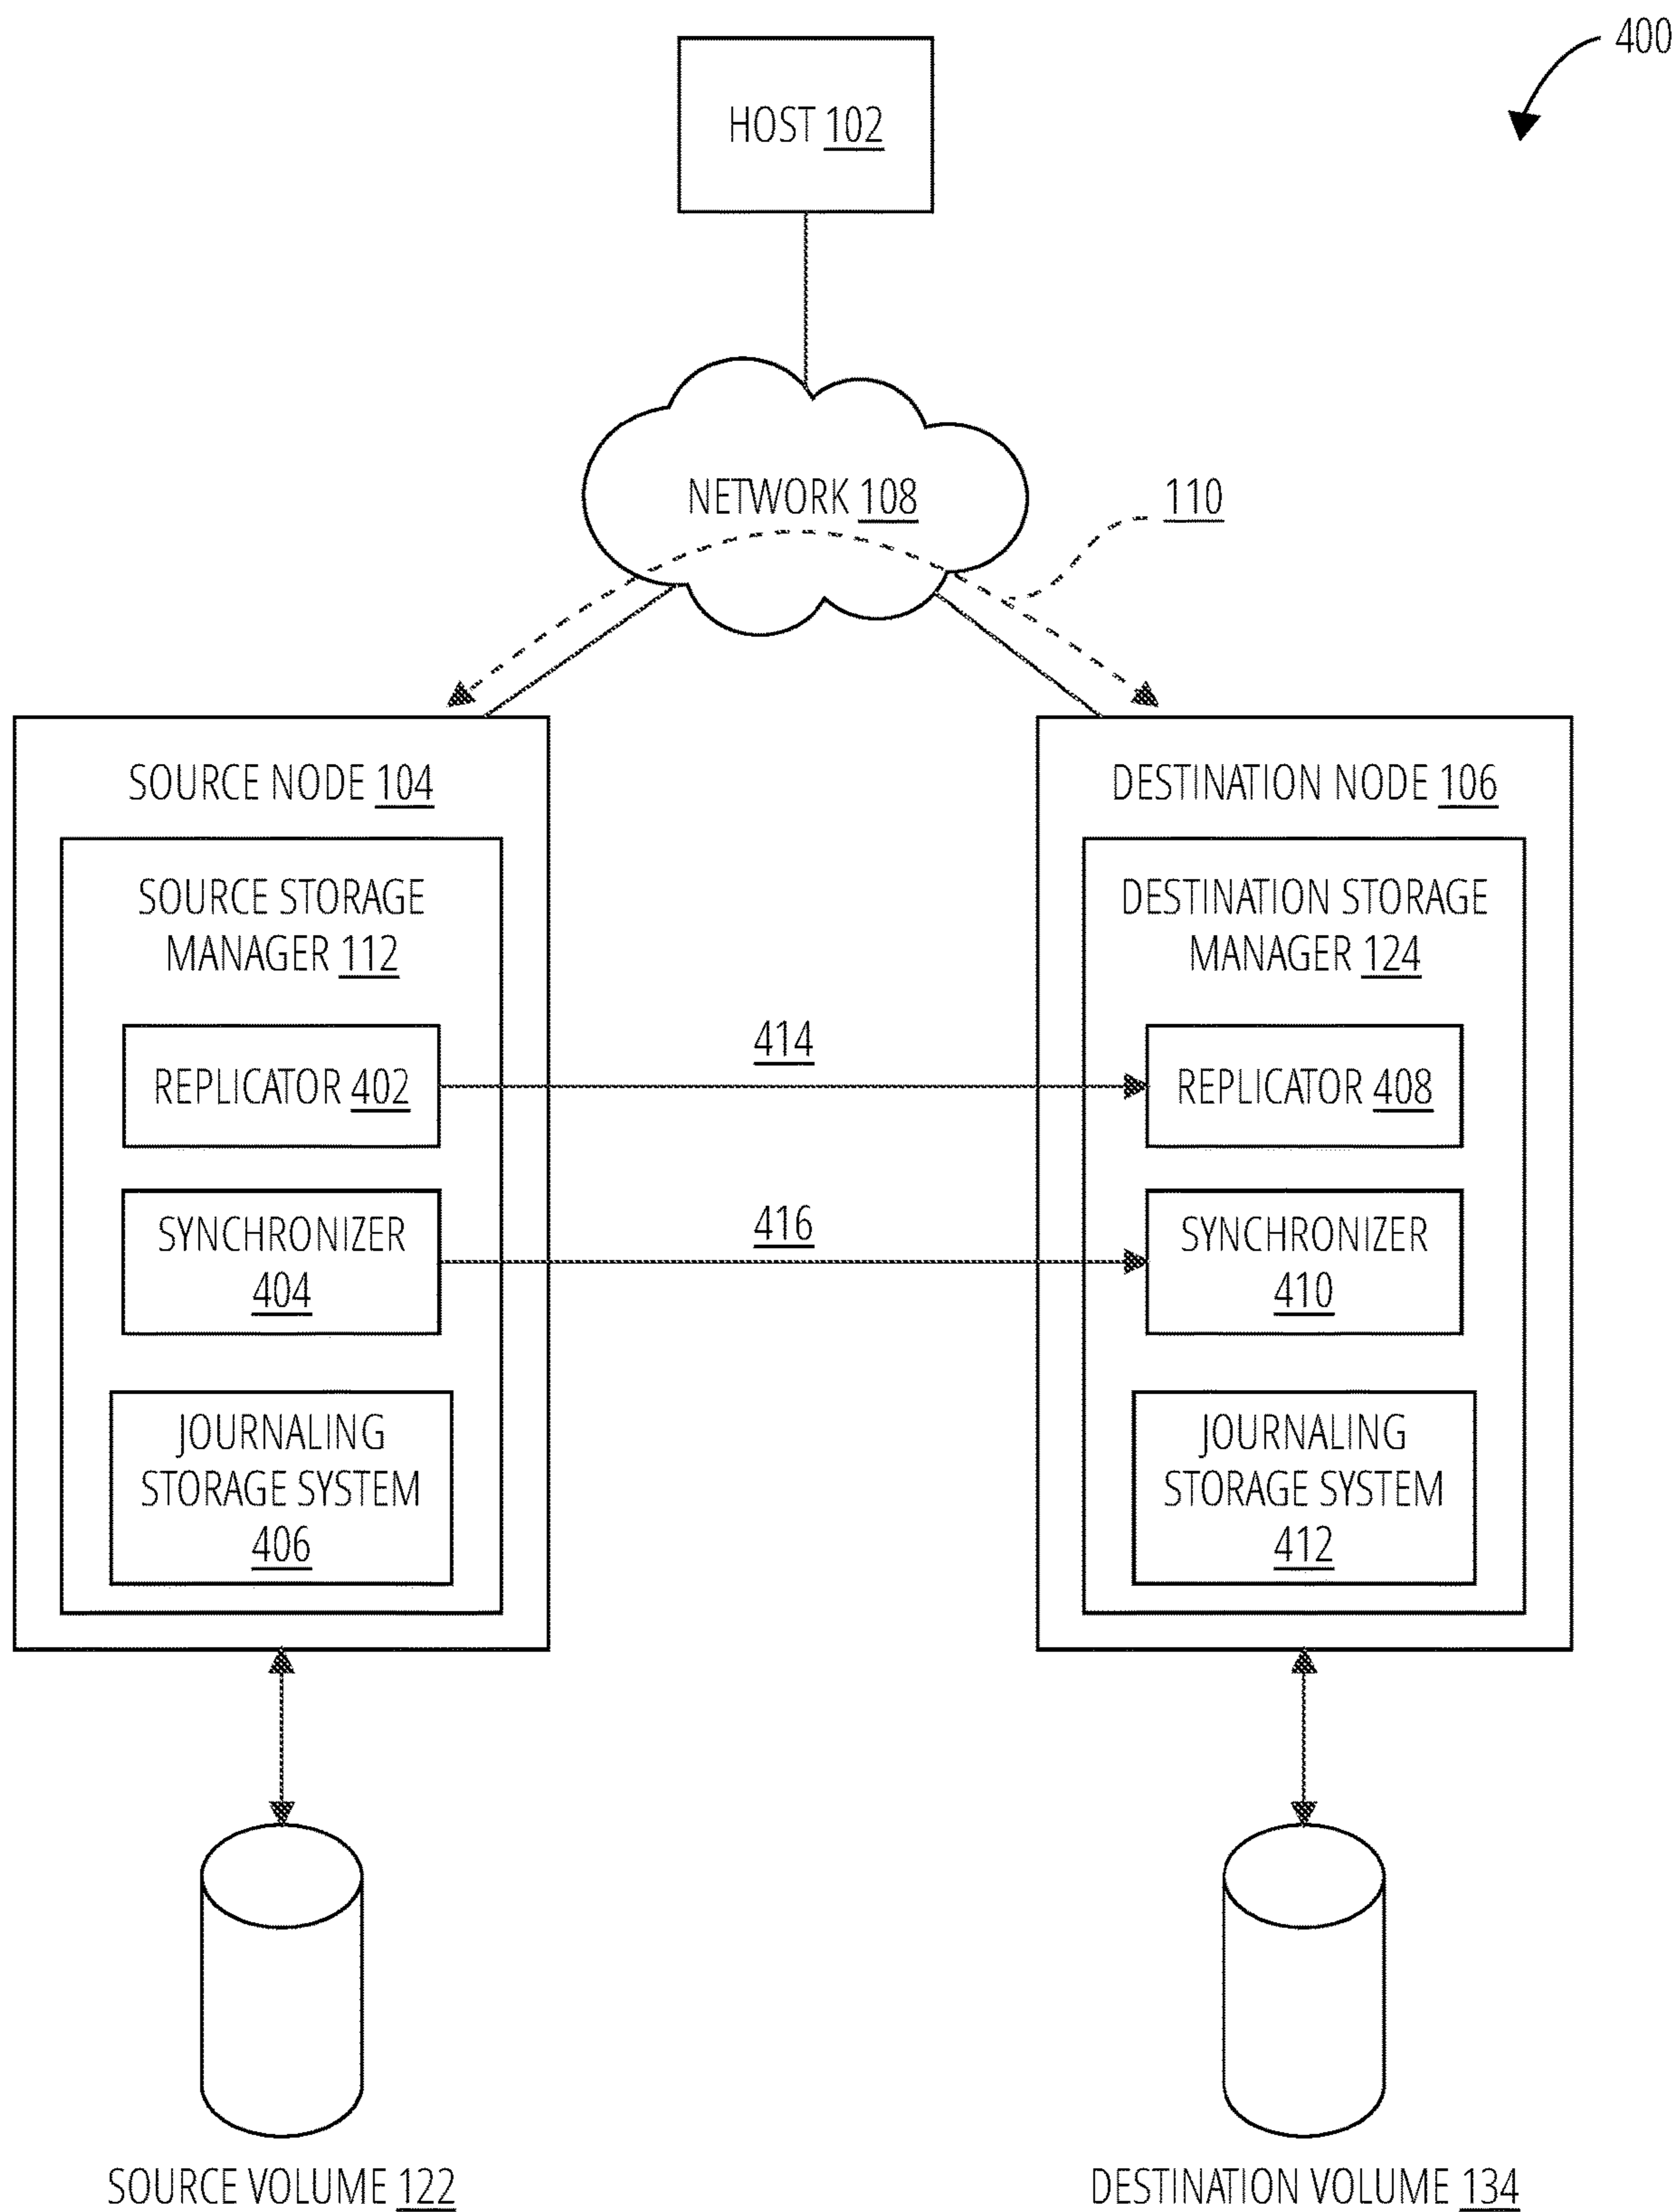 400
HOST 102
NETWORK 108
110
SOURCE NODE 104
SOURCE STORAGE
MANAGER 112
REPLICATOR 402
SYNCHRONIZER
404
JOURNALING
STORAGE SYSTEM
406
414
416
DESTINATION NODE 106
DESTINATION STORAGE
MANAGER 124
REPLICATOR 408
SYNCHRONIZER
410
JOURNALING
STORAGE SYSTEM
412
SOURCE VOLUME 122
DESTINATION VOLUME 134